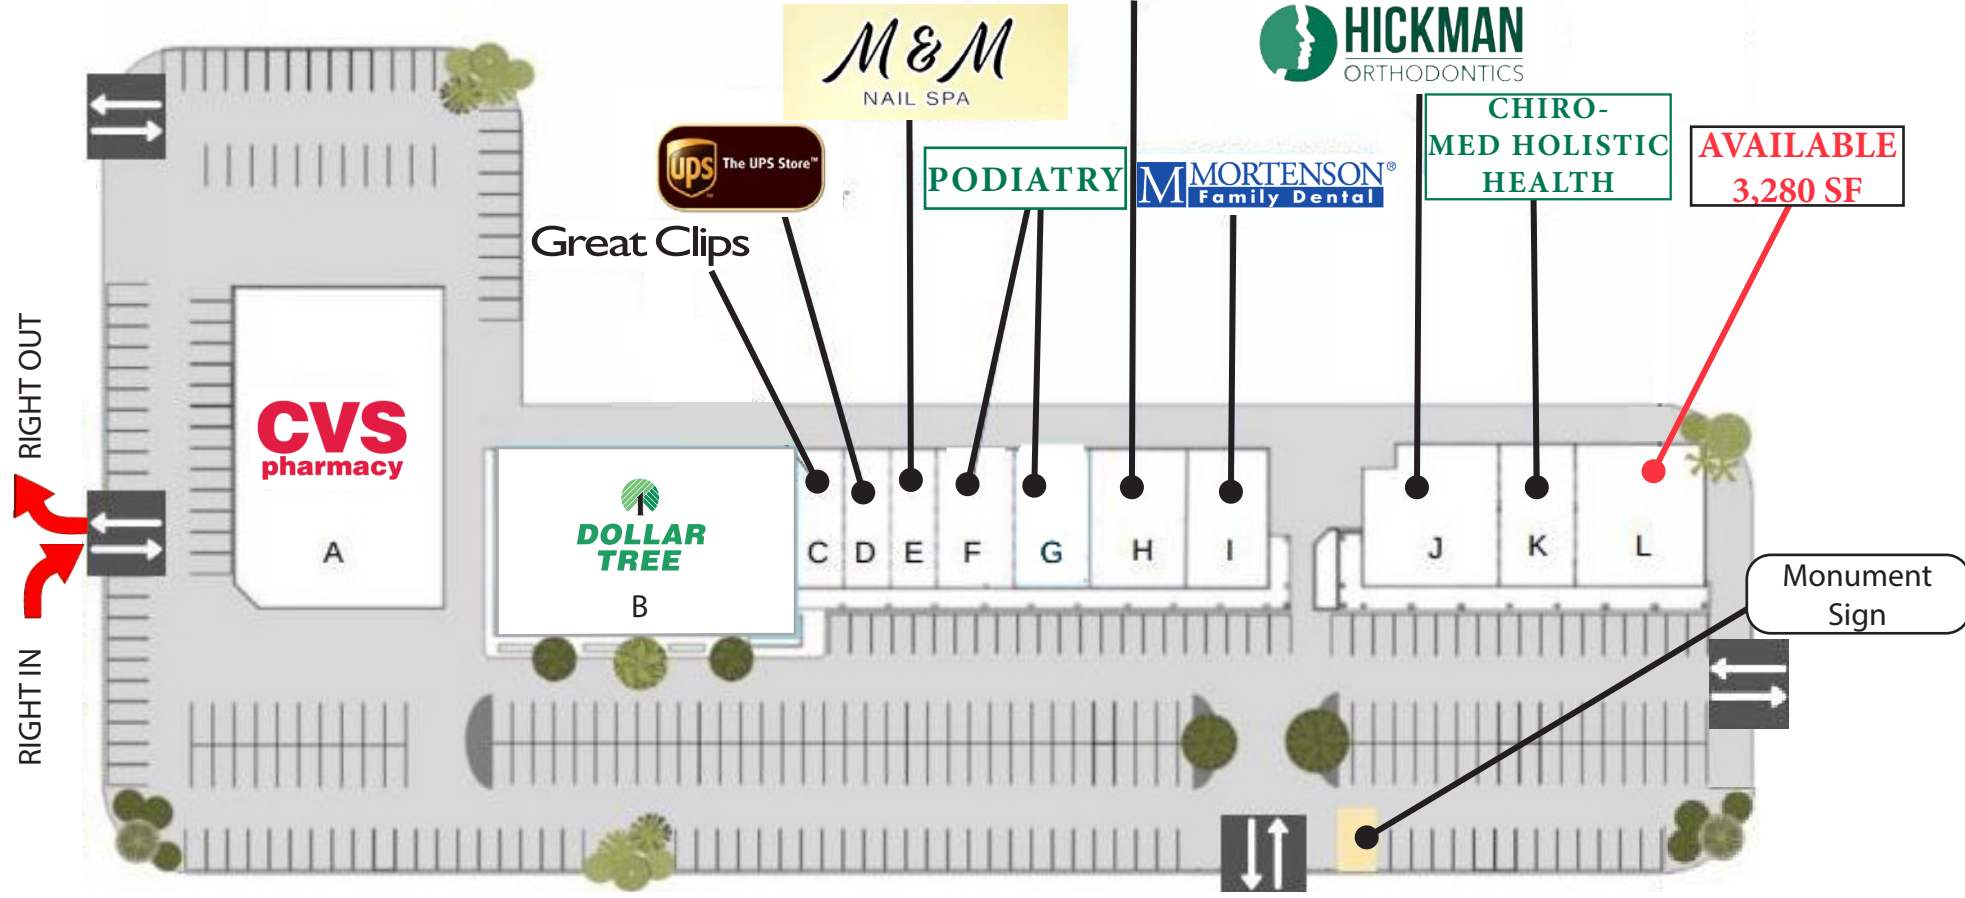 M & M
NAIL SPA
HICKMAN
ORTHODONTICS
ups
The UPS Store™
Great Clips
PODIATRY
M MORTENSON®
Family Dental
CHIRO-
MED HOLISTIC
HEALTH
AVAILABLE
3,280 SF
RIGHT OUT
RIGHT IN
CVS
pharmacy
A
DOLLAR
TREE
B
C
D
E
F
G
H
I
J
K
L
Monument
Sign